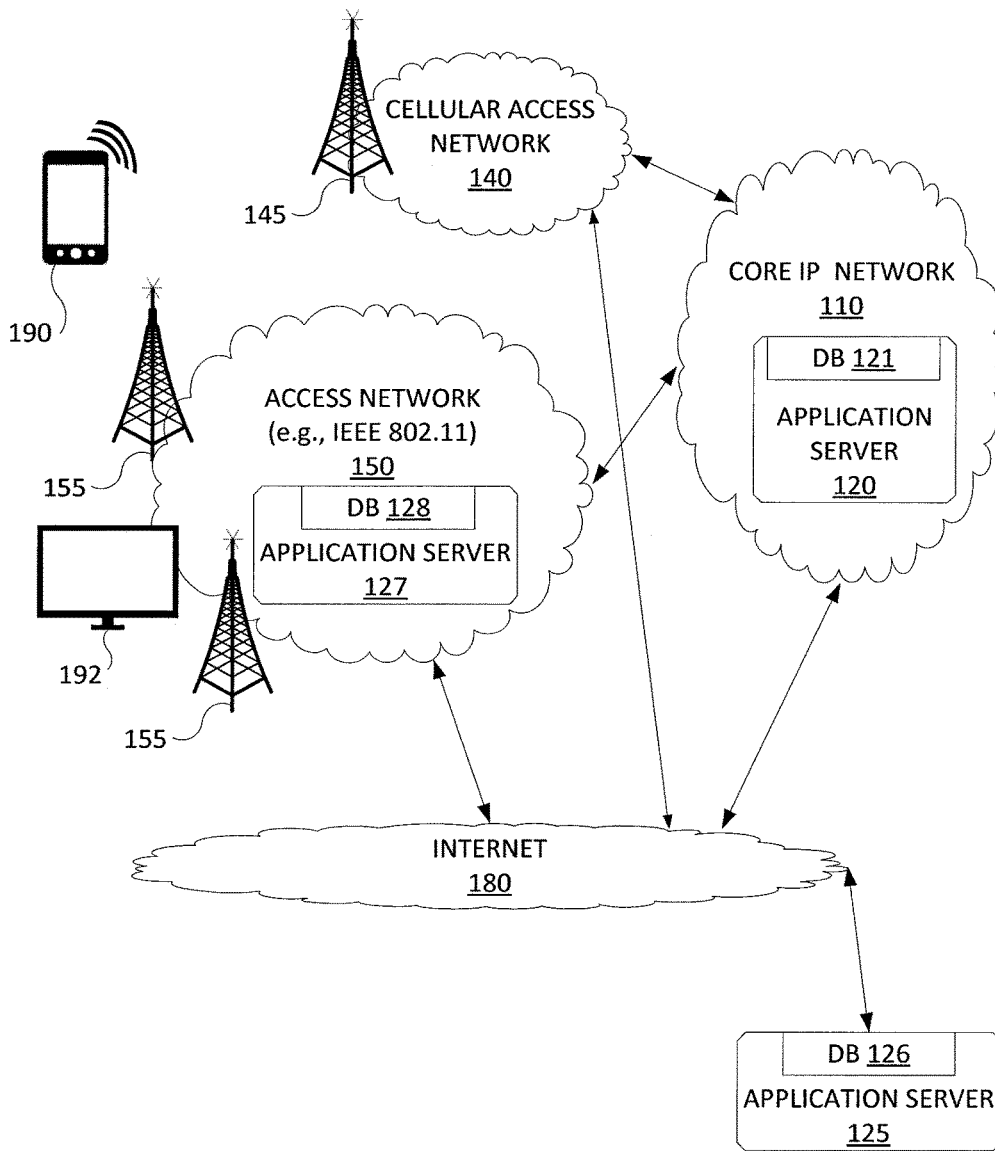 CELLULAR ACCESS
NETWORK
140
145
190
CORE IP NETWORK
110
DB 121
APPLICATION
SERVER
120
155
ACCESS NETWORK
(e.g., IEEE 802.11)
150
DB 128
APPLICATION SERVER
127
192
155
INTERNET
180
DB 126
APPLICATION SERVER
125